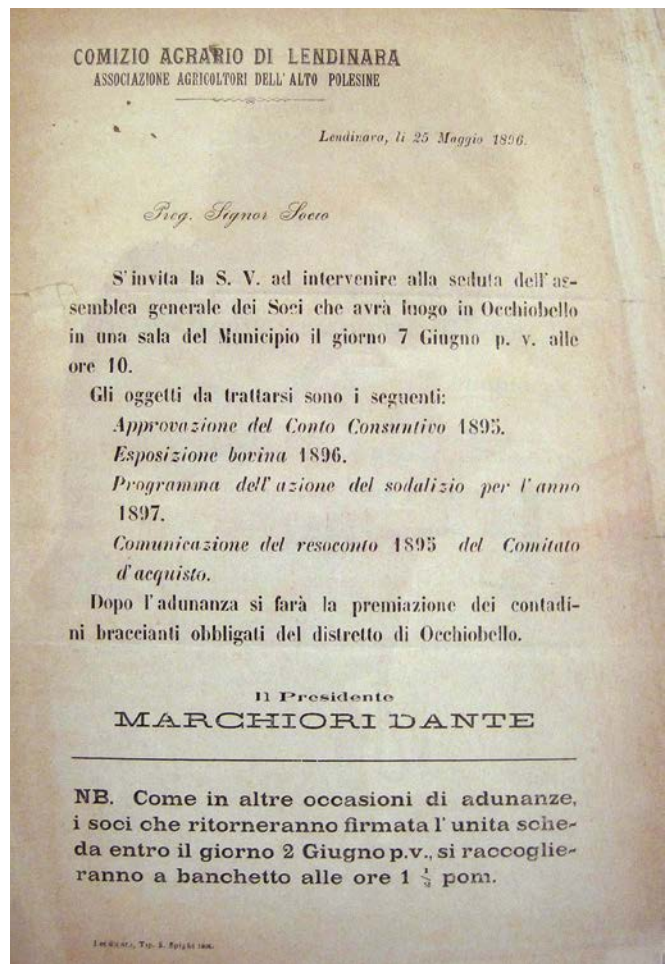 COMIZIO AGRARIO DI LENDINARA
ASSOCIAZIONE AGRICOLTORI DELL'ALTO POLESINE
Lendinara, li 25 Maggio 1896.
Preg. Signor Socio
S'invita la S. V. ad intervenire alla seduta dell'as-
semblea generale dei Soci che avrà luogo in Occhiobello
in una sala del Municipio il giorno 7 Giugno p. v. alle
ore 10.
Gli oggetti da trattarsi sono i seguenti:
Approvazione del Conto Consuntivo 1895.
Esposizione bovina 1896.
Programma dell'azione del sodalizio per l'anno
1897.
Comunicazione del resoconto 1895 del Comitato
d'acquisto.
Dopo l'adunanza si farà la premiazione dei contadi-
ni braccianti obbligati del distretto di Occhiobello.
Il Presidente
MARCHIORI DANTE
NB. Come in altre occasioni di adunanze,
i soci che ritorneranno firmata l'unita sche-
da entro il giorno 2 Giugno p.v., si raccoglie-
ranno a banchetto alle ore 1 ½ pom.
Lendinara, Tip. S.